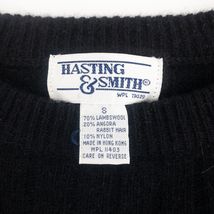 HASTING
& SMITH®
WPL 13029
S
70% LAMBSWOOL
20% ANGORA
RABBIT HAIR
10% NYLON
MADE IN HONG KONG
WPL 11403
CARE ON REVERSE